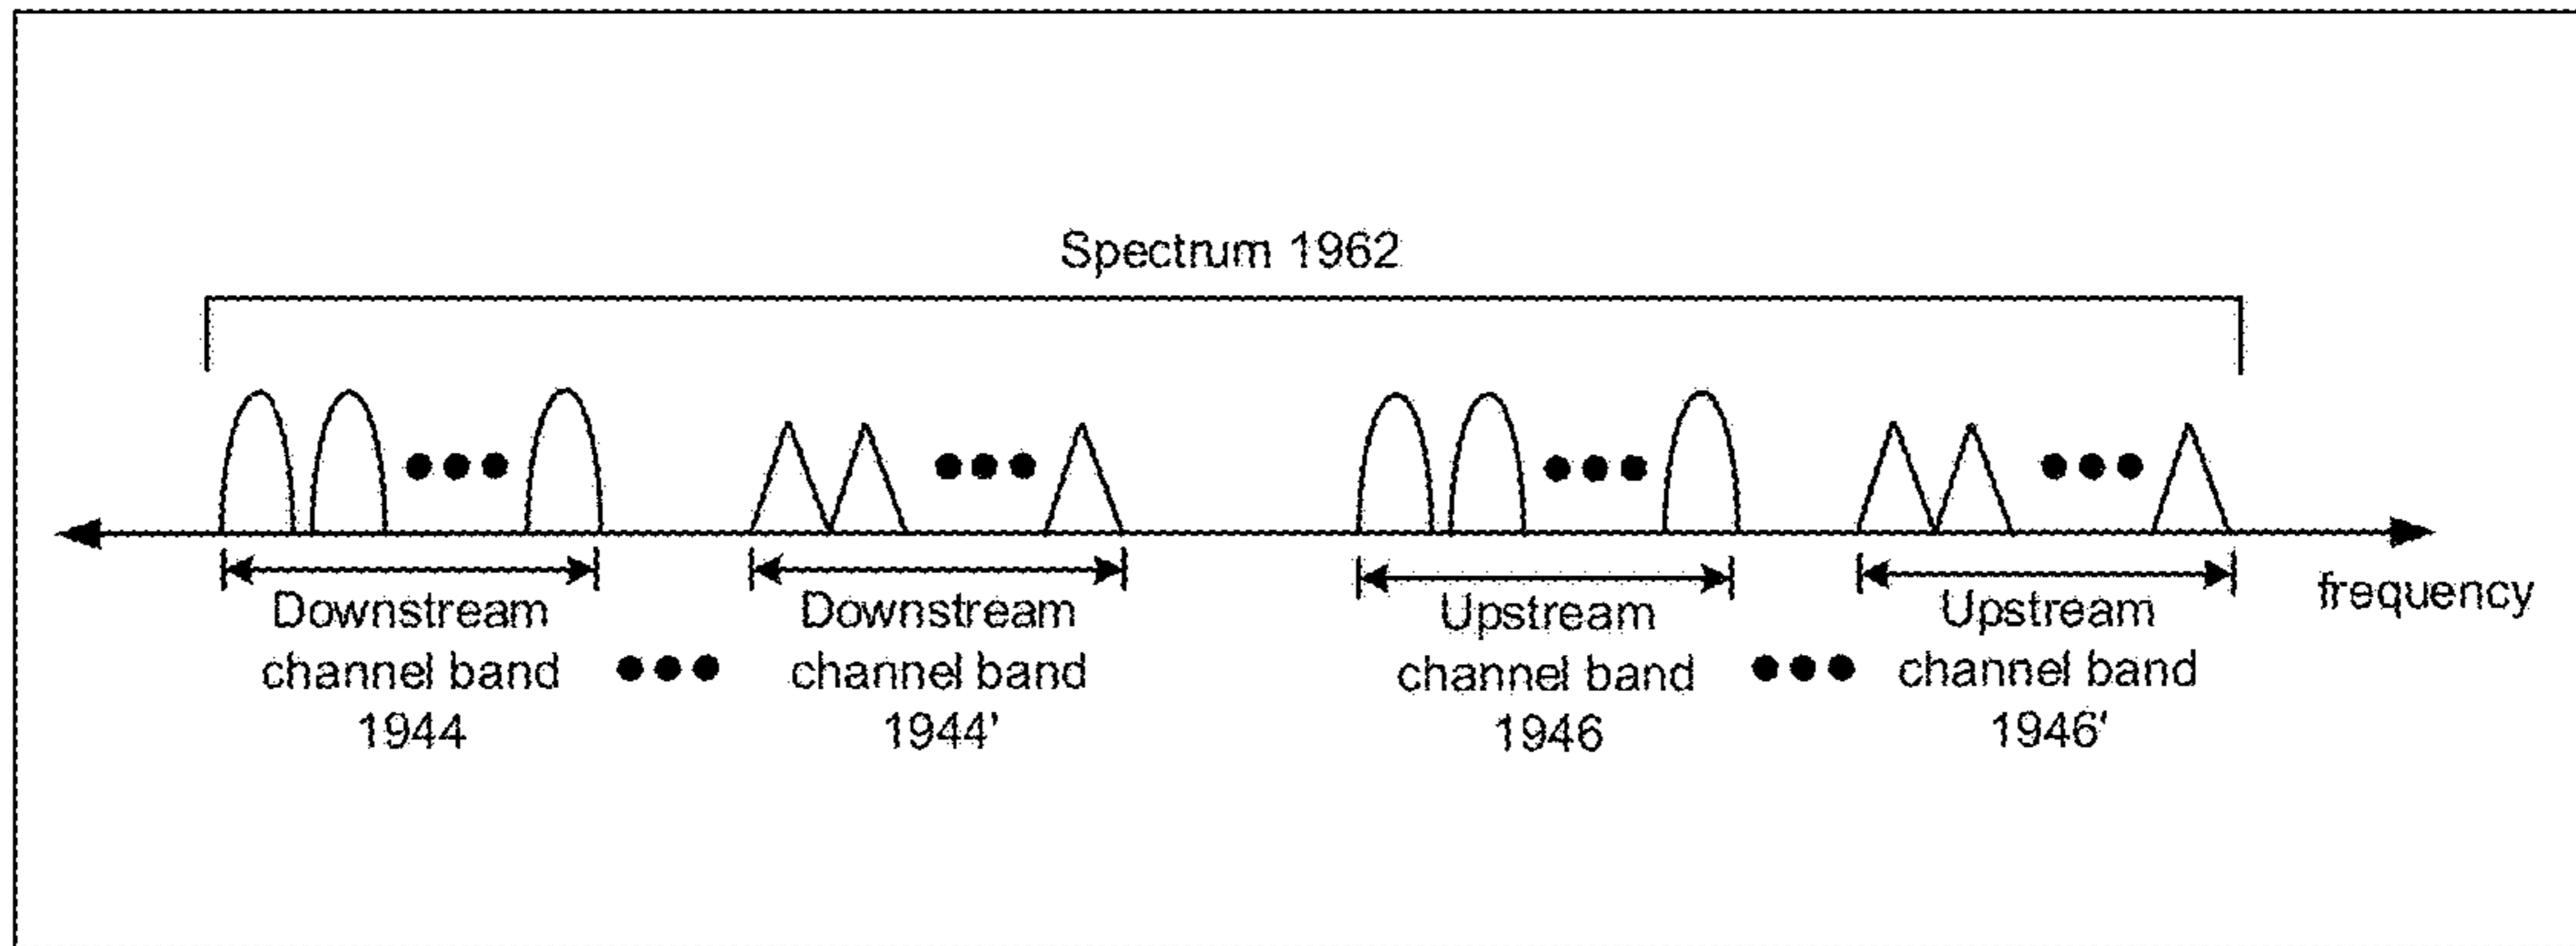 Spectrum 1962
Downstream
channel band
1944
Downstream
channel band
1944'
Upstream
channel band
1946
Upstream
channel band
1946'
frequency